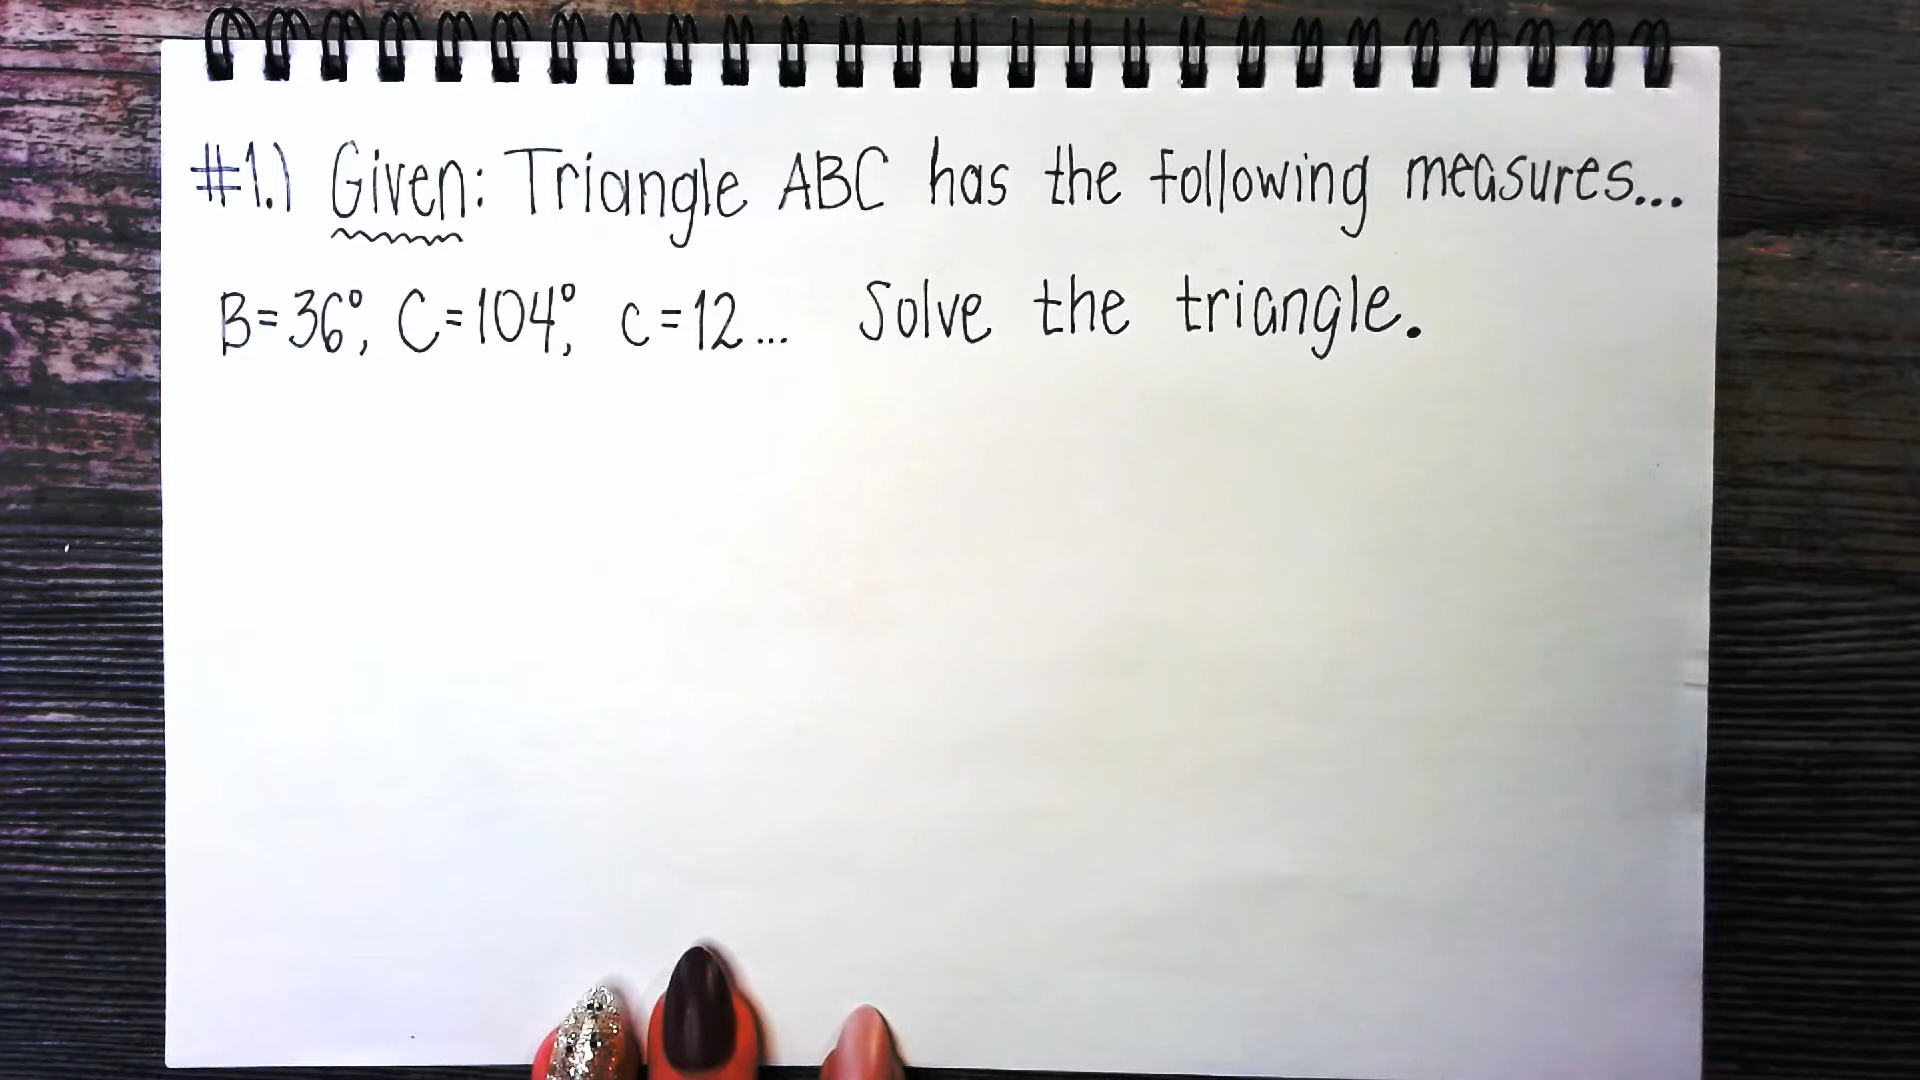 #1.) Given: Triangle ABC has the following measures...
B=36°, C=104°, c=12... Solve the triangle.